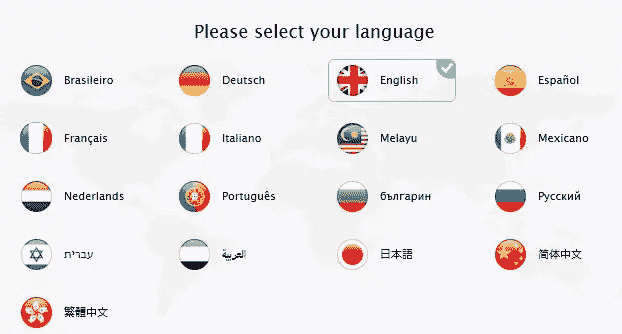 Please select your language
Brasileiro
Deutsch
English
Español
Français
Italiano
Melayu
Mexicano
Nederlands
Português
българин
Русский
עברית
العربية
日本語
简体中文
繁體中文